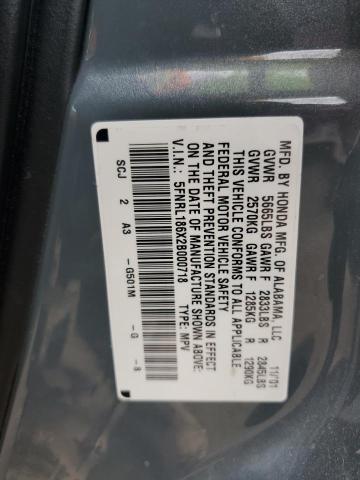 MFD. BY HONDA MFG. OF ALABAMA, LLC 11/01
GVWR 5665LBS GAWR F 2833LBS R 2845LBS
GVWR 2570KG GAWR F 1285KG R 1290KG
THIS VEHICLE CONFORMS TO ALL APPLICABLE
FEDERAL MOTOR VEHICLE SAFETY
AND THEFT PREVENTION STANDARDS IN EFFECT
ON THE DATE OF MANUFACTURE SHOWN ABOVE.
V.I.N.: 5FNRL186X2B000718 TYPE: MPV
SCJ 2 A3 -G501M -G -8